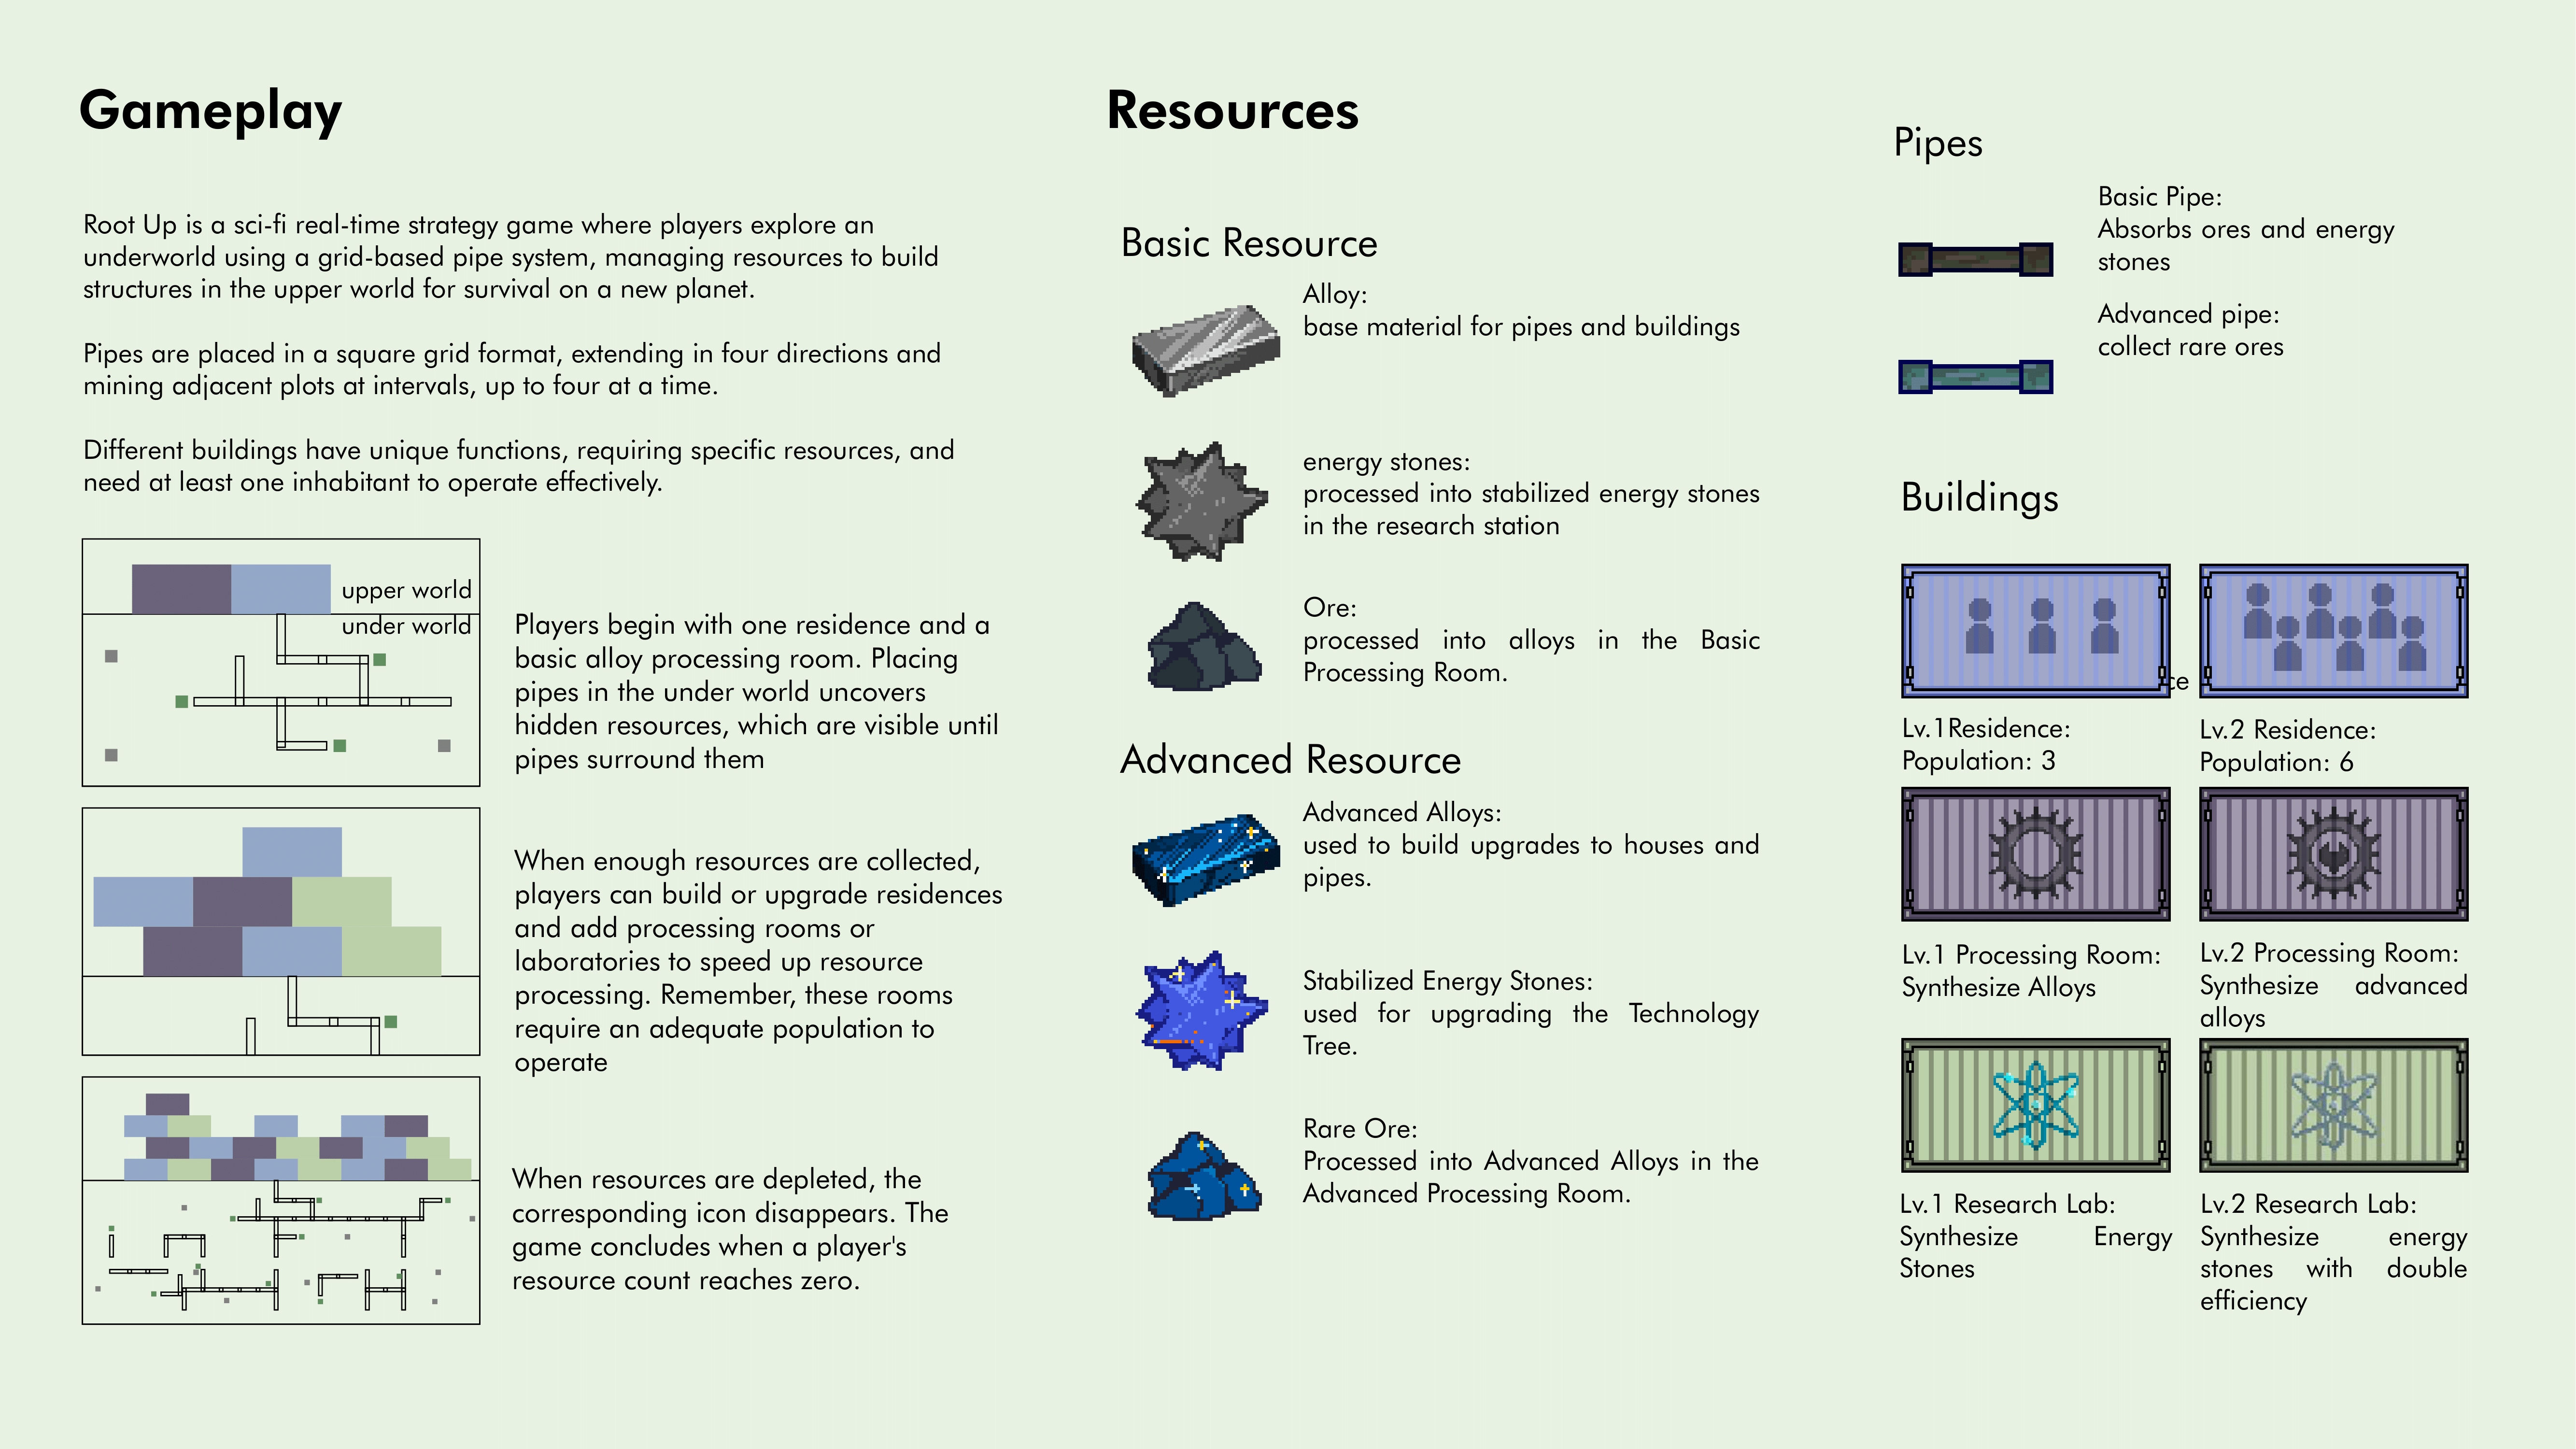 Gameplay
Root Up is a sci-fi real-time strategy game where players explore an
underworld using a grid-based pipe system, managing resources to build
structures in the upper world for survival on a new planet.
Pipes are placed in a square grid format, extending in four directions and
mining adjacent plots at intervals, up to four at a time.
Different buildings have unique functions, requiring specific resources, and
need at least one inhabitant to operate effectively.
upper world
under world
Players begin with one residence and a
basic alloy processing room. Placing
pipes in the under world uncovers
hidden resources, which are visible until
pipes surround them
When enough resources are collected,
players can build or upgrade residences
and add processing rooms or
laboratories to speed up resource
processing. Remember, these rooms
require an adequate population to
operate
When resources are depleted, the
corresponding icon disappears. The
game concludes when a player's
resource count reaches zero.
Resources
Basic Resource
Alloy:
base material for pipes and buildings
energy stones:
processed into stabilized energy stones
in the research station
Ore:
processed into alloys in the Basic
Processing Room.
Advanced Resource
Advanced Alloys:
used to build upgrades to houses and
pipes.
Stabilized Energy Stones:
used for upgrading the Technology
Tree.
Rare Ore:
Processed into Advanced Alloys in the
Advanced Processing Room.
Pipes
Basic Pipe:
Absorbs ores and energy
stones
Advanced pipe:
collect rare ores
Buildings
Lv.1Residence:
Population: 3
Lv.2 Residence:
Population: 6
Lv.1 Processing Room:
Synthesize Alloys
Lv.2 Processing Room:
Synthesize advanced
alloys
Lv.1 Research Lab:
Synthesize Energy
Stones
Lv.2 Research Lab:
Synthesize energy
stones with double
efficiency